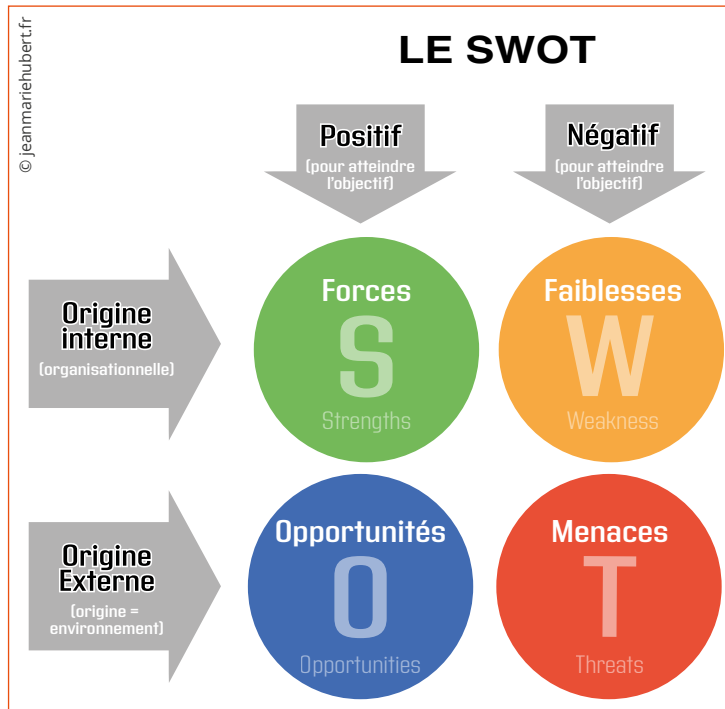 © jeanmariehubert.fr
LE SWOT
Positif
(pour atteindre
l'objectif)
Négatif
(pour atteindre
l'objectif)
Origine
interne
(organisationnelle)
Forces
S
Strengths
Faiblesses
W
Weakness
Origine
Externe
(origine =
environnement)
Opportunités
O
Opportunities
Menaces
T
Threats